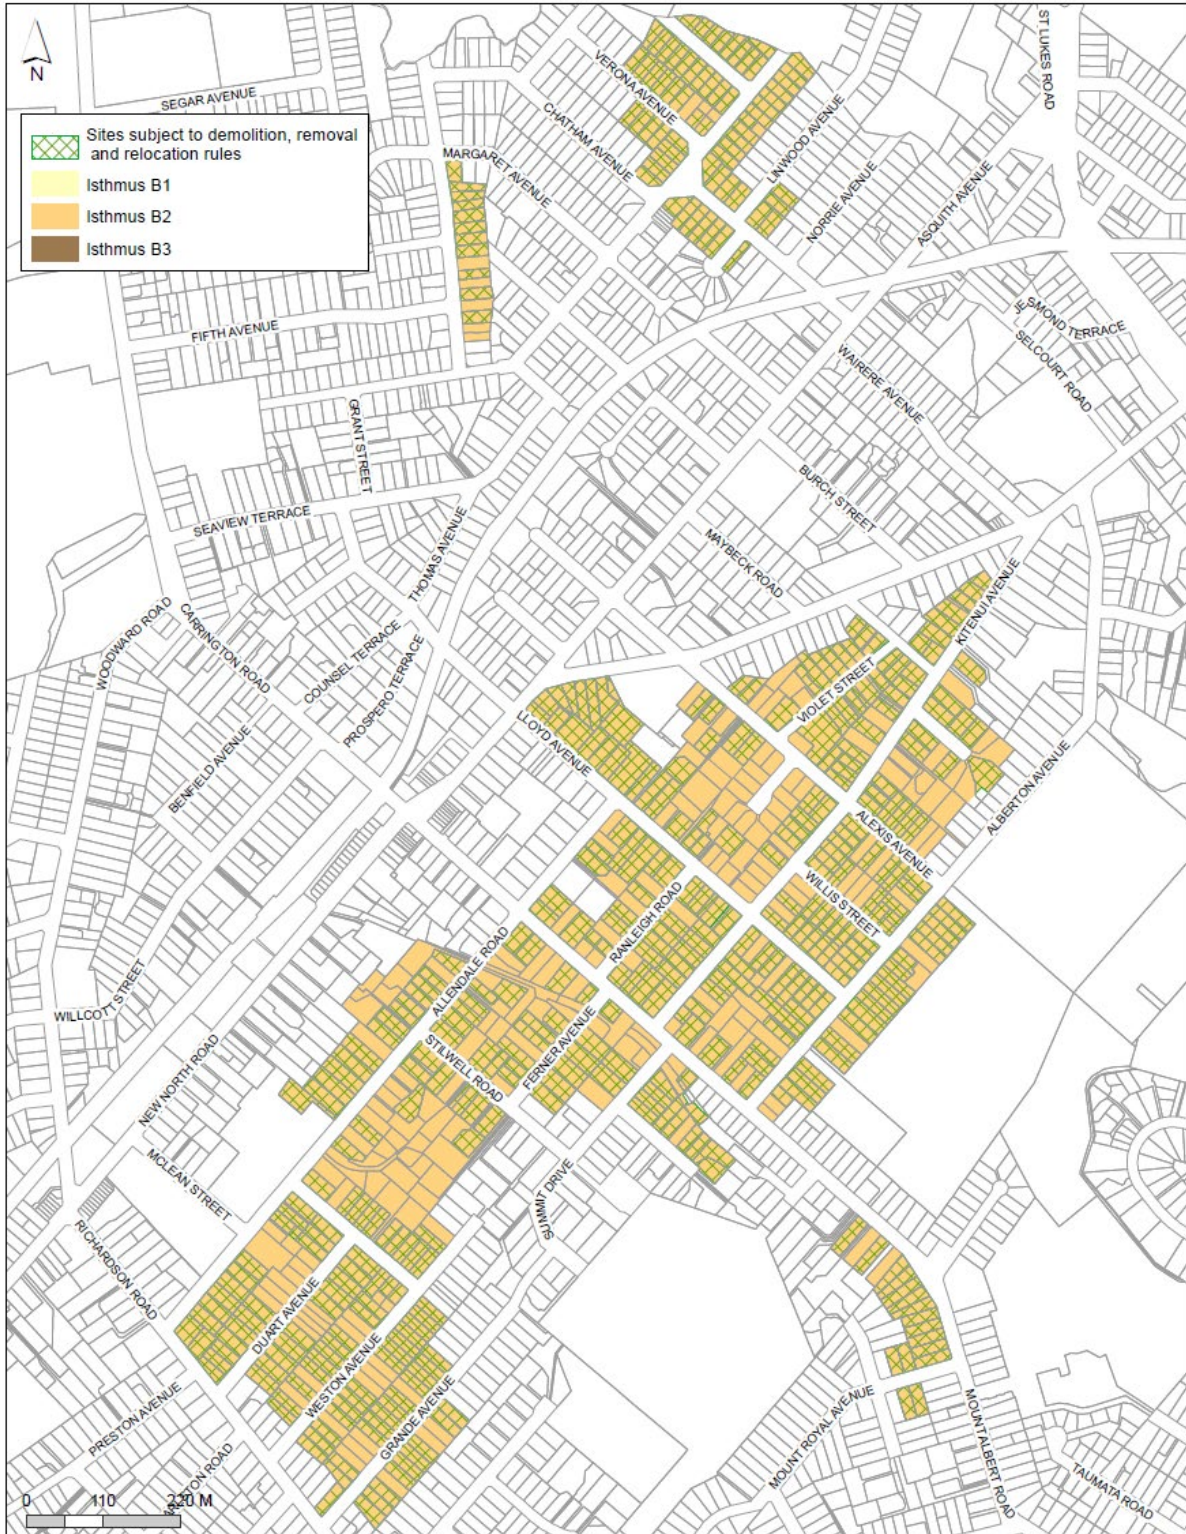 N
SEGAR AVENUE
Sites subject to demolition, removal
and relocation rules
Isthmus B1
Isthmus B2
Isthmus B3
VERONA AVENUE
CHATHAM AVENUE
MARGARET AVENUE
LINWOOD AVENUE
NORRIE AVENUE
ASQUITH AVENUE
ST LUKES ROAD
FIFTH AVENUE
JESMOND TERRACE
SELCOURT ROAD
WAIRERE AVENUE
GRANT STREET
BURCH STREET
SEAVIEW TERRACE
THOMAS AVENUE
MAYBECK ROAD
KITENUI AVENUE
WOODWARD ROAD
CARRINGTON ROAD
COUNSEL TERRACE
PROSPERO TERRACE
VIOLET STREET
LLOYD AVENUE
BENFIELD AVENUE
ALBERTON AVENUE
ALEXIS AVENUE
WILLIS STREET
RANLEIGH ROAD
ALLENDALE ROAD
WILLCOTT STREET
FERNER AVENUE
STILWELL ROAD
NEW NORTH ROAD
MCLEAN STREET
SUMMIT DRIVE
RICHARDSON ROAD
DUART AVENUE
WESTON AVENUE
GRANDE AVENUE
PRESTON AVENUE
MOUNT ROYAL AVENUE
MOUNT ALBERT ROAD
TAUMATA ROAD
ROAD
0 110 220 M